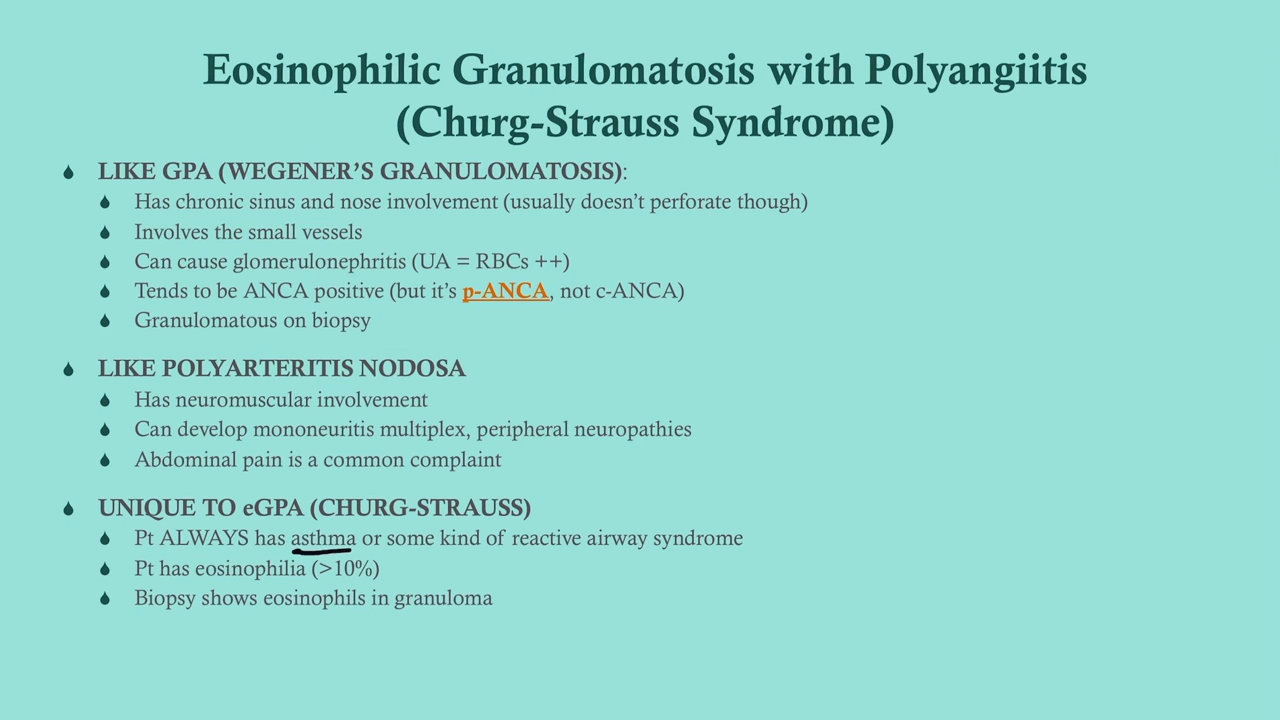 Eosinophilic Granulomatosis with Polyangiitis
(Churg-Strauss Syndrome)
LIKE GPA (WEGENER’S GRANULOMATOSIS):
Has chronic sinus and nose involvement (usually doesn’t perforate though)
Involves the small vessels
Can cause glomerulonephritis (UA = RBCs ++)
Tends to be ANCA positive (but it’s p-ANCA, not c-ANCA)
Granulomatous on biopsy
LIKE POLYARTERITIS NODOSA
Has neuromuscular involvement
Can develop mononeuritis multiplex, peripheral neuropathies
Abdominal pain is a common complaint
UNIQUE TO eGPA (CHURG-STRAUSS)
Pt ALWAYS has asthma or some kind of reactive airway syndrome
Pt has eosinophilia (>10%)
Biopsy shows eosinophils in granuloma